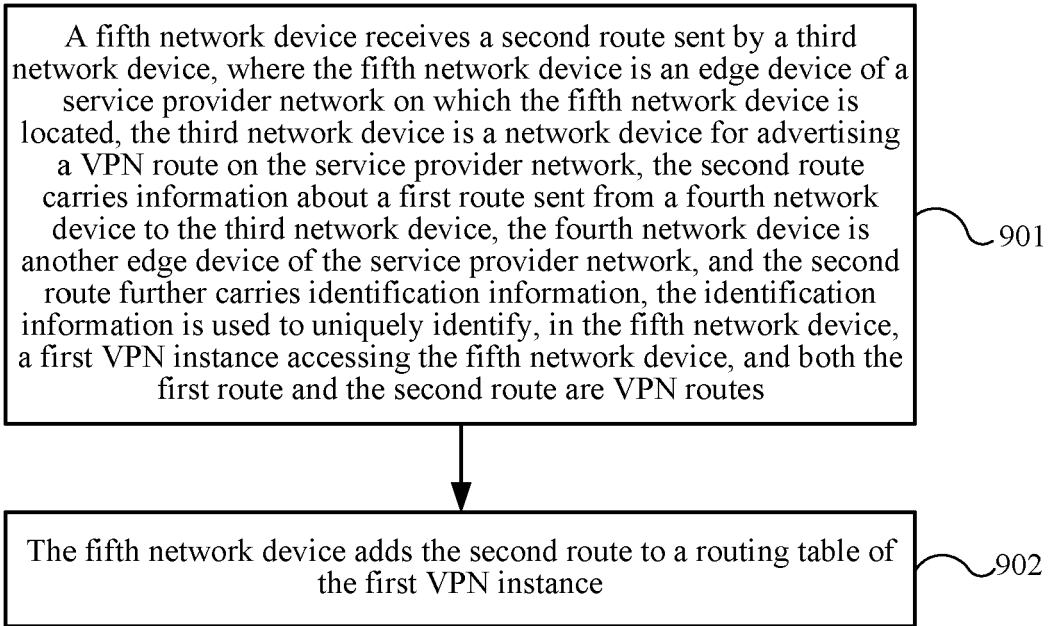 A fifth network device receives a second route sent by a third
network device, where the fifth network device is an edge device of a
service provider network on which the fifth network device is
located, the third network device is a network device for advertising
a VPN route on the service provider network, the second route
carries information about a first route sent from a fourth network
device to the third network device, the fourth network device is
another edge device of the service provider network, and the second
route further carries identification information, the identification
information is used to uniquely identify, in the fifth network device,
a first VPN instance accessing the fifth network device, and both the
first route and the second route are VPN routes
901
The fifth network device adds the second route to a routing table of
the first VPN instance
902